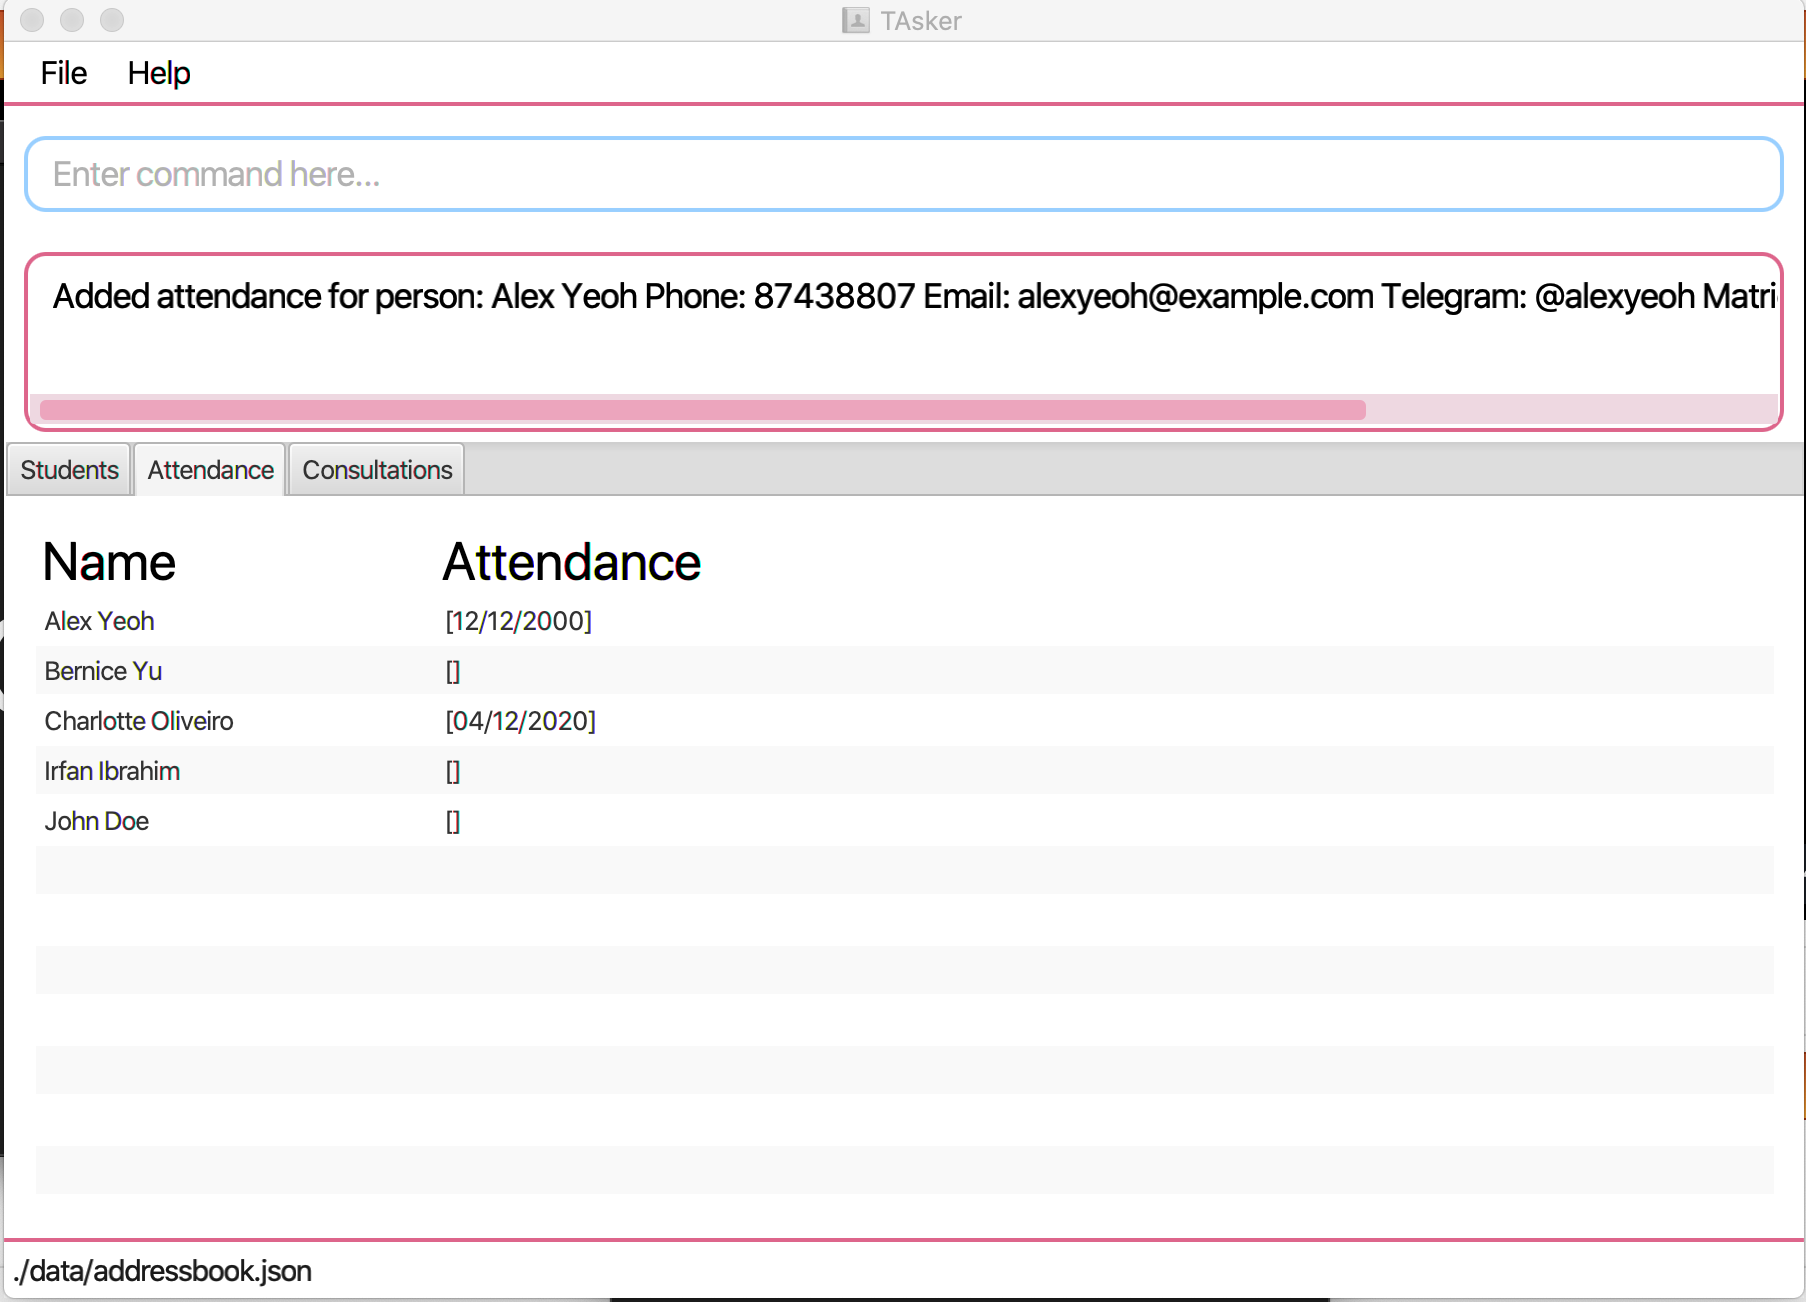 TAsker
File Help
Enter command here...
Added attendance for person: Alex Yeoh Phone: 87438807 Email: alexyeoh@example.com Telegram: @alexyeoh Matri
Students Attendance Consultations
Name Attendance
Alex Yeoh [12/12/2000]
Bernice Yu []
Charlotte Oliveiro [04/12/2020]
Irfan Ibrahim []
John Doe []
./data/addressbook.json